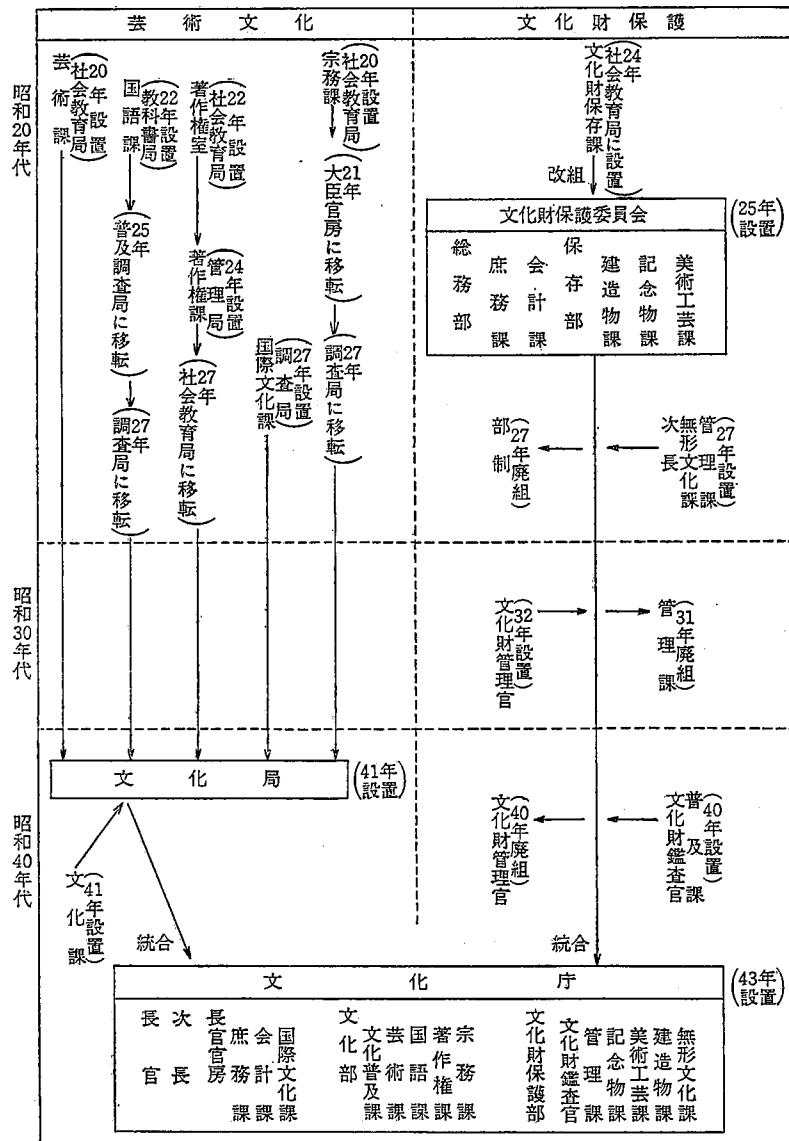 芸術文化
文化財保護
昭和20年代
昭和30年代
昭和40年代
芸術課
(20年設置
社会教育局)
国語課
(22年設置
教科書局)
(25年
普及調査局に移転)
(27年
調査局に移転)
著作権室
(22年設置
社会教育局)
著作権課
(24年設置
管理局)
(27年
社会教育局に移転)
国際文化課
(27年設置
調査局)
宗務課
(20年設置
社会教育局)
(21年
大臣官房に移転)
(27年
調査局に移転)
文化局
(41年
設置)
文化課
(41年設置)
統合
文化財保存課
(24年
社会教育局に設置)
改組
文化財保護委員会
(25年
設置)
総務部
庶務課
会計課
保存部
建造物課
記念物課
美術工芸課
部制
(27年廃組)
次長
無形文化課
管理課
(27年設置)
文化財管理官
(32年設置)
管理課
(31年廃組)
文化財管理官
(40年廃組)
文化財鑑査官
普及課
(40年設置)
統合
文化庁
(43年
設置)
長官
次長
長官官房
庶務課
会計課
国際文化課
文化部
文化普及課
芸術課
国語課
著作権課
宗務課
文化財保護部
文化財鑑査官
管理課
記念物課
美術工芸課
建造物課
無形文化課